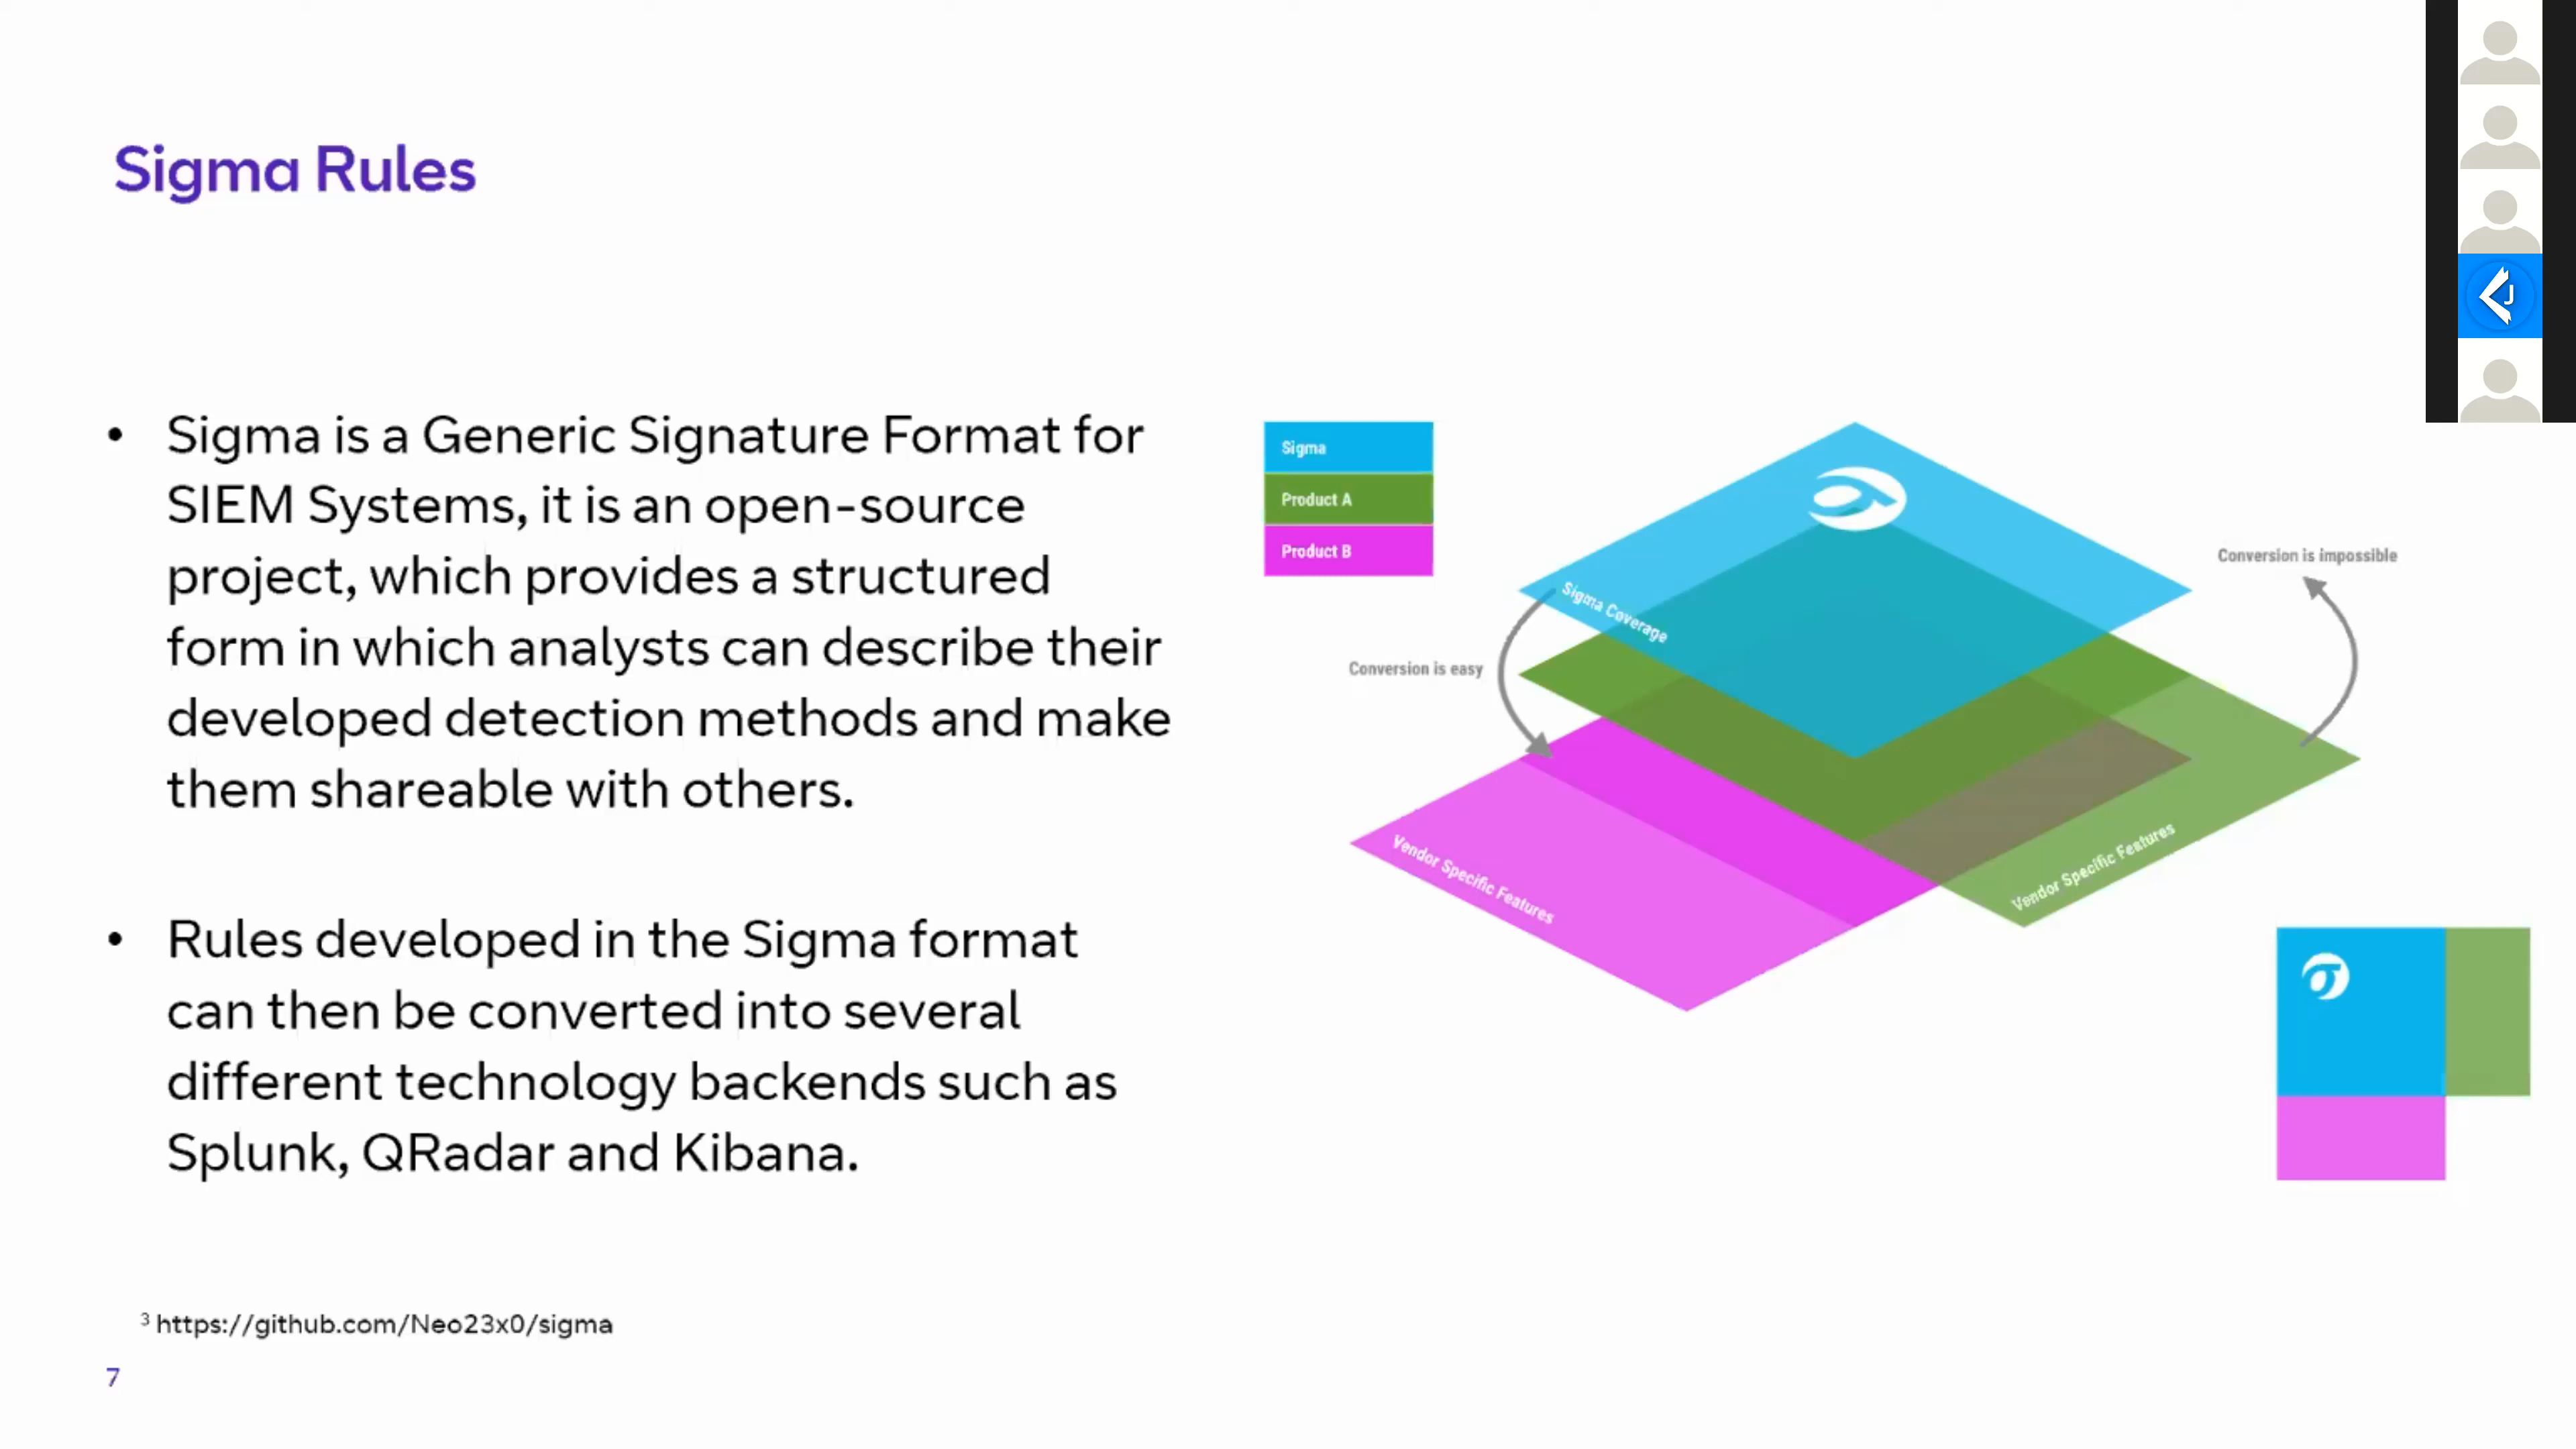 Sigma Rules
• Sigma is a Generic Signature Format for
SIEM Systems, it is an open-source
project, which provides a structured
form in which analysts can describe their
developed detection methods and make
them shareable with others.
• Rules developed in the Sigma format
can then be converted into several
different technology backends such as
Splunk, QRadar and Kibana.
³ https://github.com/Neo23x0/sigma
7
Sigma
Product A
Product B
Sigma Coverage
Conversion is easy
Conversion is impossible
Vendor Specific Features
Vendor Specific Features
σ
J